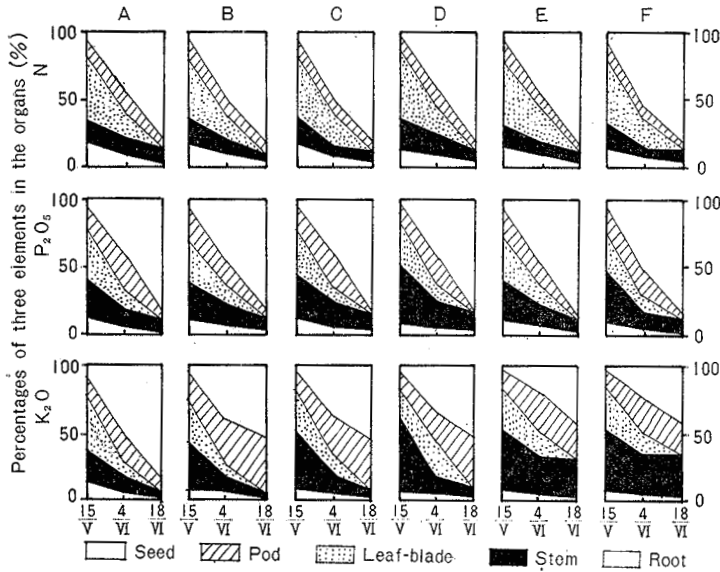 A B C D E F
Percentages of three elements in the organs (%)
N
100
50
0
100
50
0
P₂O₅
100
50
0
100
50
0
K₂O
100
50
0
100
50
0
15 4 18 15 4 18 15 4 18 15 4 18 15 4 18 15 4 18
V VI VI V VI VI V VI VI V VI VI V VI VI V VI VI
Seed Pod Leaf-blade Stem Root